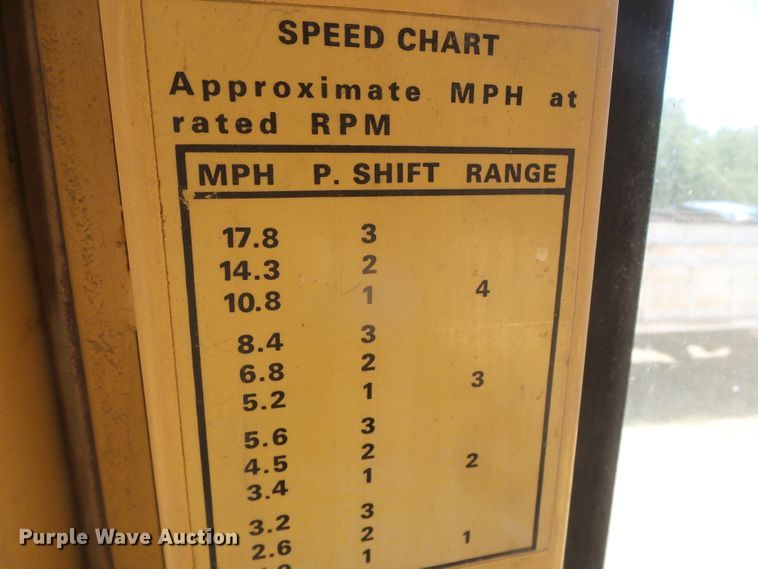 SPEED CHART
Approximate MPH at
rated RPM
MPH P. SHIFT RANGE
17.8 3
14.3 2
10.8 1 4
8.4 3
6.8 2
5.2 1 3
5.6 3
4.5 2
3.4 1 2
3.2 3
2.6 2 1
1
Purple Wave Auction®